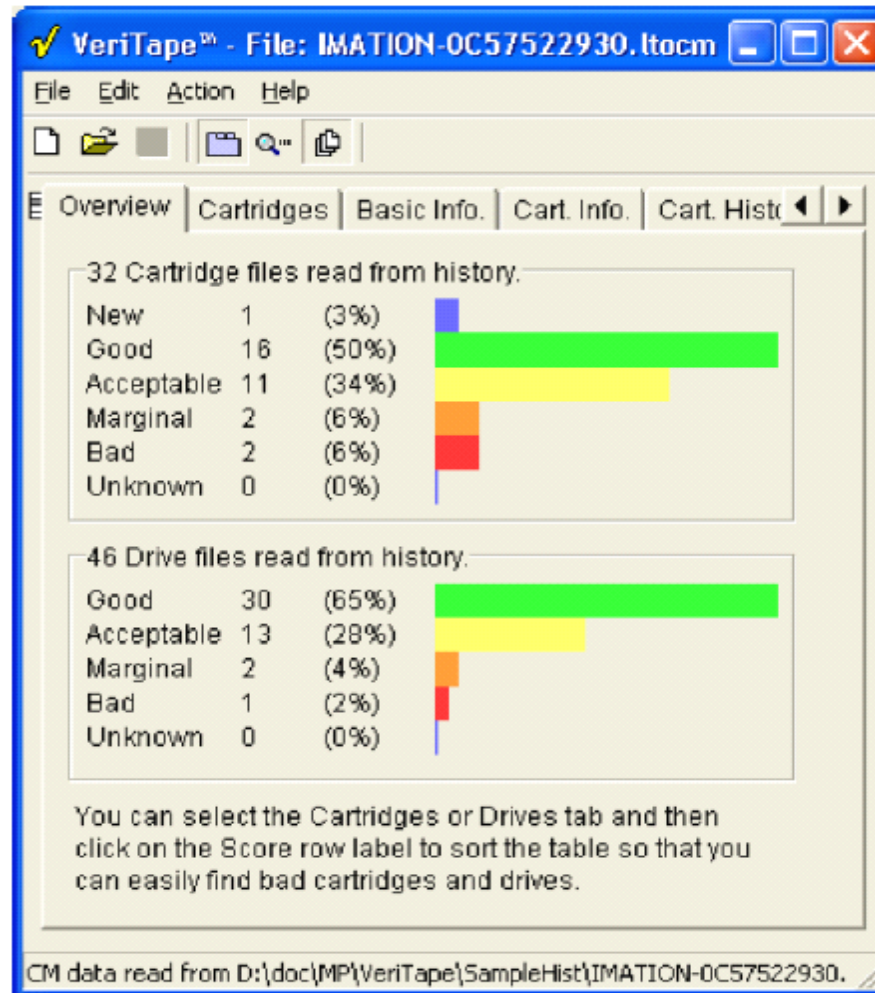 VeriTape™ - File: IMATION-0C57522930.ltocm
File Edit Action Help
Overview Cartridges Basic Info. Cart. Info. Cart. Histo
32 Cartridge files read from history.
New 1 (3%)
Good 16 (50%)
Acceptable 11 (34%)
Marginal 2 (6%)
Bad 2 (6%)
Unknown 0 (0%)
46 Drive files read from history.
Good 30 (65%)
Acceptable 13 (28%)
Marginal 2 (4%)
Bad 1 (2%)
Unknown 0 (0%)
You can select the Cartridges or Drives tab and then
click on the Score row label to sort the table so that you
can easily find bad cartridges and drives.
CM data read from D:\doc\MP\VeriTape\SampleHist\IMATION-0C57522930.